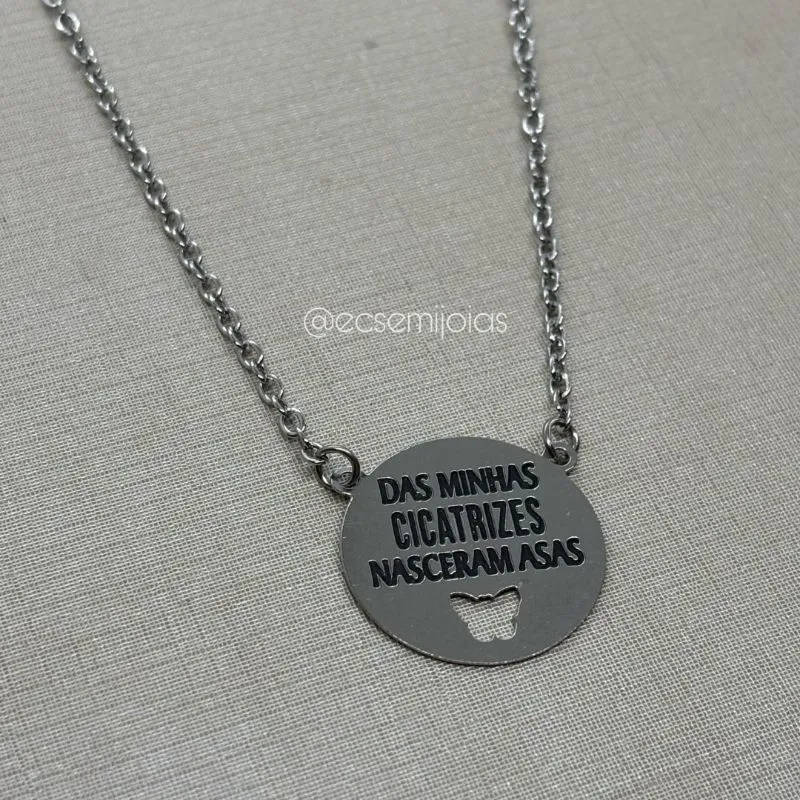 @ecsemijoias
DAS MINHAS
CICATRIZES
NASCERAM ASAS